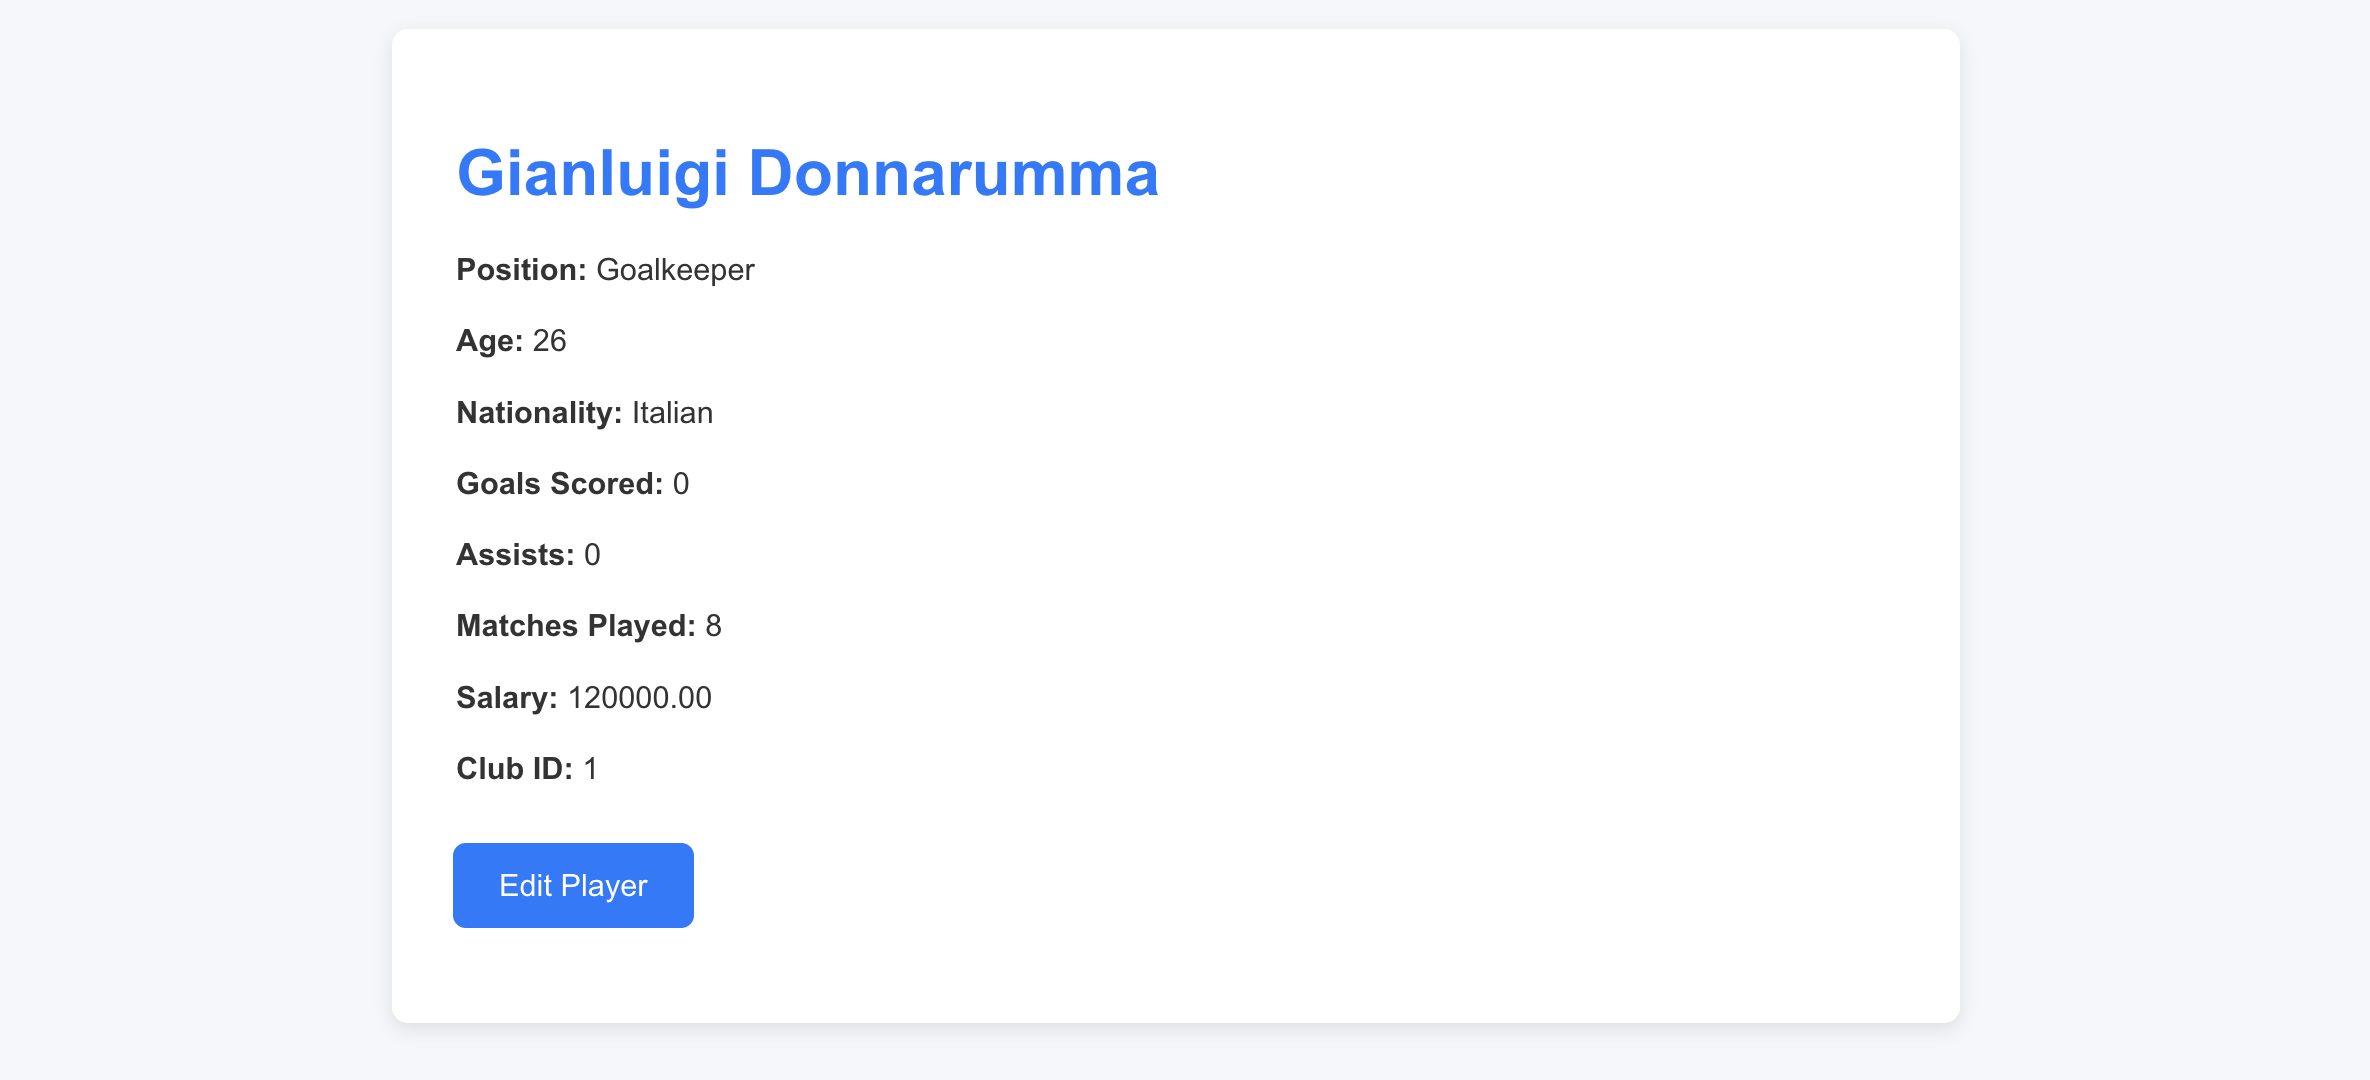 Gianluigi Donnarumma
Position: Goalkeeper
Age: 26
Nationality: Italian
Goals Scored: 0
Assists: 0
Matches Played: 8
Salary: 120000.00
Club ID: 1
Edit Player